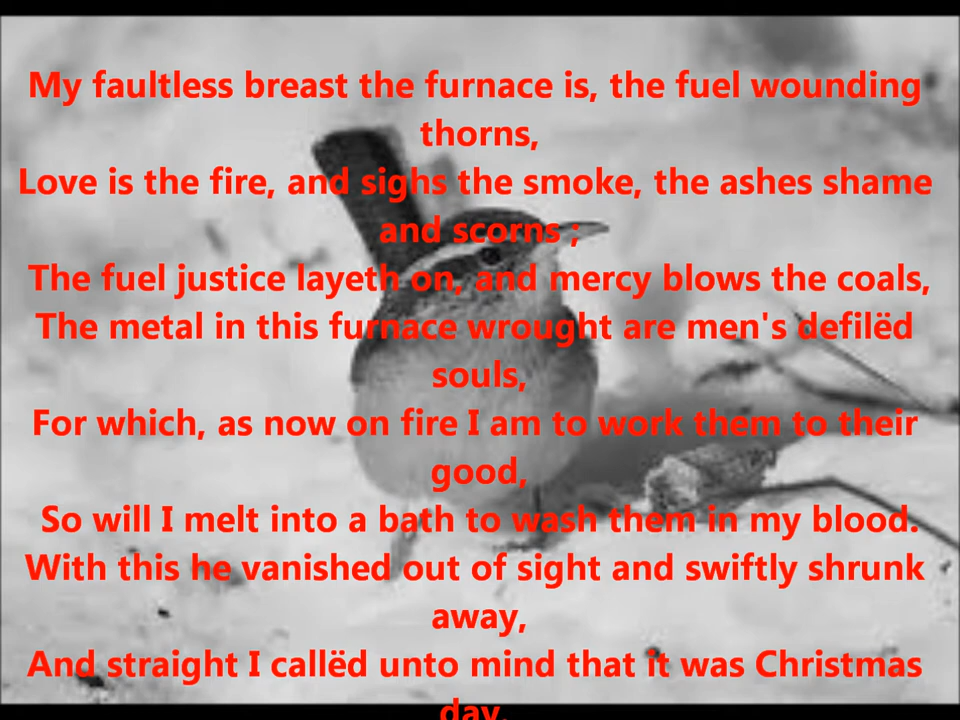 My faultless breast the furnace is, the fuel wounding
thorns,
Love is the fire, and sighs the smoke, the ashes shame
and scorns ;
The fuel justice layeth on, and mercy blows the coals,
The metal in this furnace wrought are men's defilëd
souls,
For which, as now on fire I am to work them to their
good,
So will I melt into a bath to wash them in my blood.
With this he vanished out of sight and swiftly shrunk
away,
And straight I callëd unto mind that it was Christmas
day.